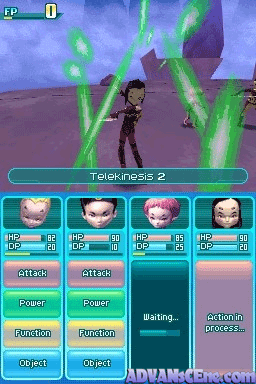 FP 0
Telekinesis 2
HP 82 HP 90 HP 85 HP 90
DP 20 DP 10 DP 25 DP 20
Attack Attack
Power Power
Waiting... Action in
process...
Function Function
Object Object
ADVANSCENE.com